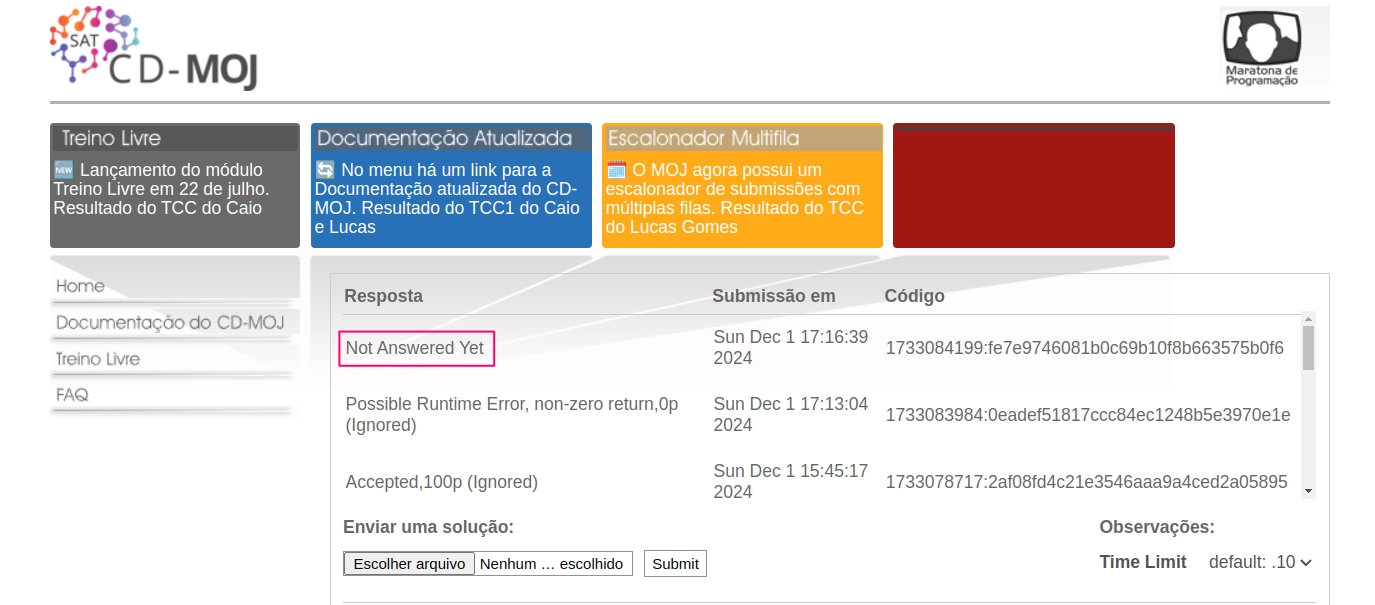 SAT
CD-MOJ
Maratona de
Programação
Treino Livre
NEW Lançamento do módulo
Treino Livre em 22 de julho.
Resultado do TCC do Caio
Documentação Atualizada
No menu há um link para a
Documentação atualizada do CD-
MOJ. Resultado do TCC1 do Caio
e Lucas
Escalonador Multifila
O MOJ agora possui um
escalonador de submissões com
múltiplas filas. Resultado do TCC
do Lucas Gomes
Home
Documentação do CD-MOJ
Treino Livre
FAQ
Resposta Submissão em Código
Not Answered Yet Sun Dec 1 17:16:39 1733084199:fe7e9746081b0c69b10f8b663575b0f6
2024
Possible Runtime Error, non-zero return,0p Sun Dec 1 17:13:04 1733083984:0eadef51817ccc84ec1248b5e3970e1e
(Ignored) 2024
Accepted,100p (Ignored) Sun Dec 1 15:45:17 1733078717:2af08fd4c21e3546aaa9a4ced2a05895
2024
Enviar uma solução: Observações:
Escolher arquivo Nenhum … escolhido Submit Time Limit default: .10